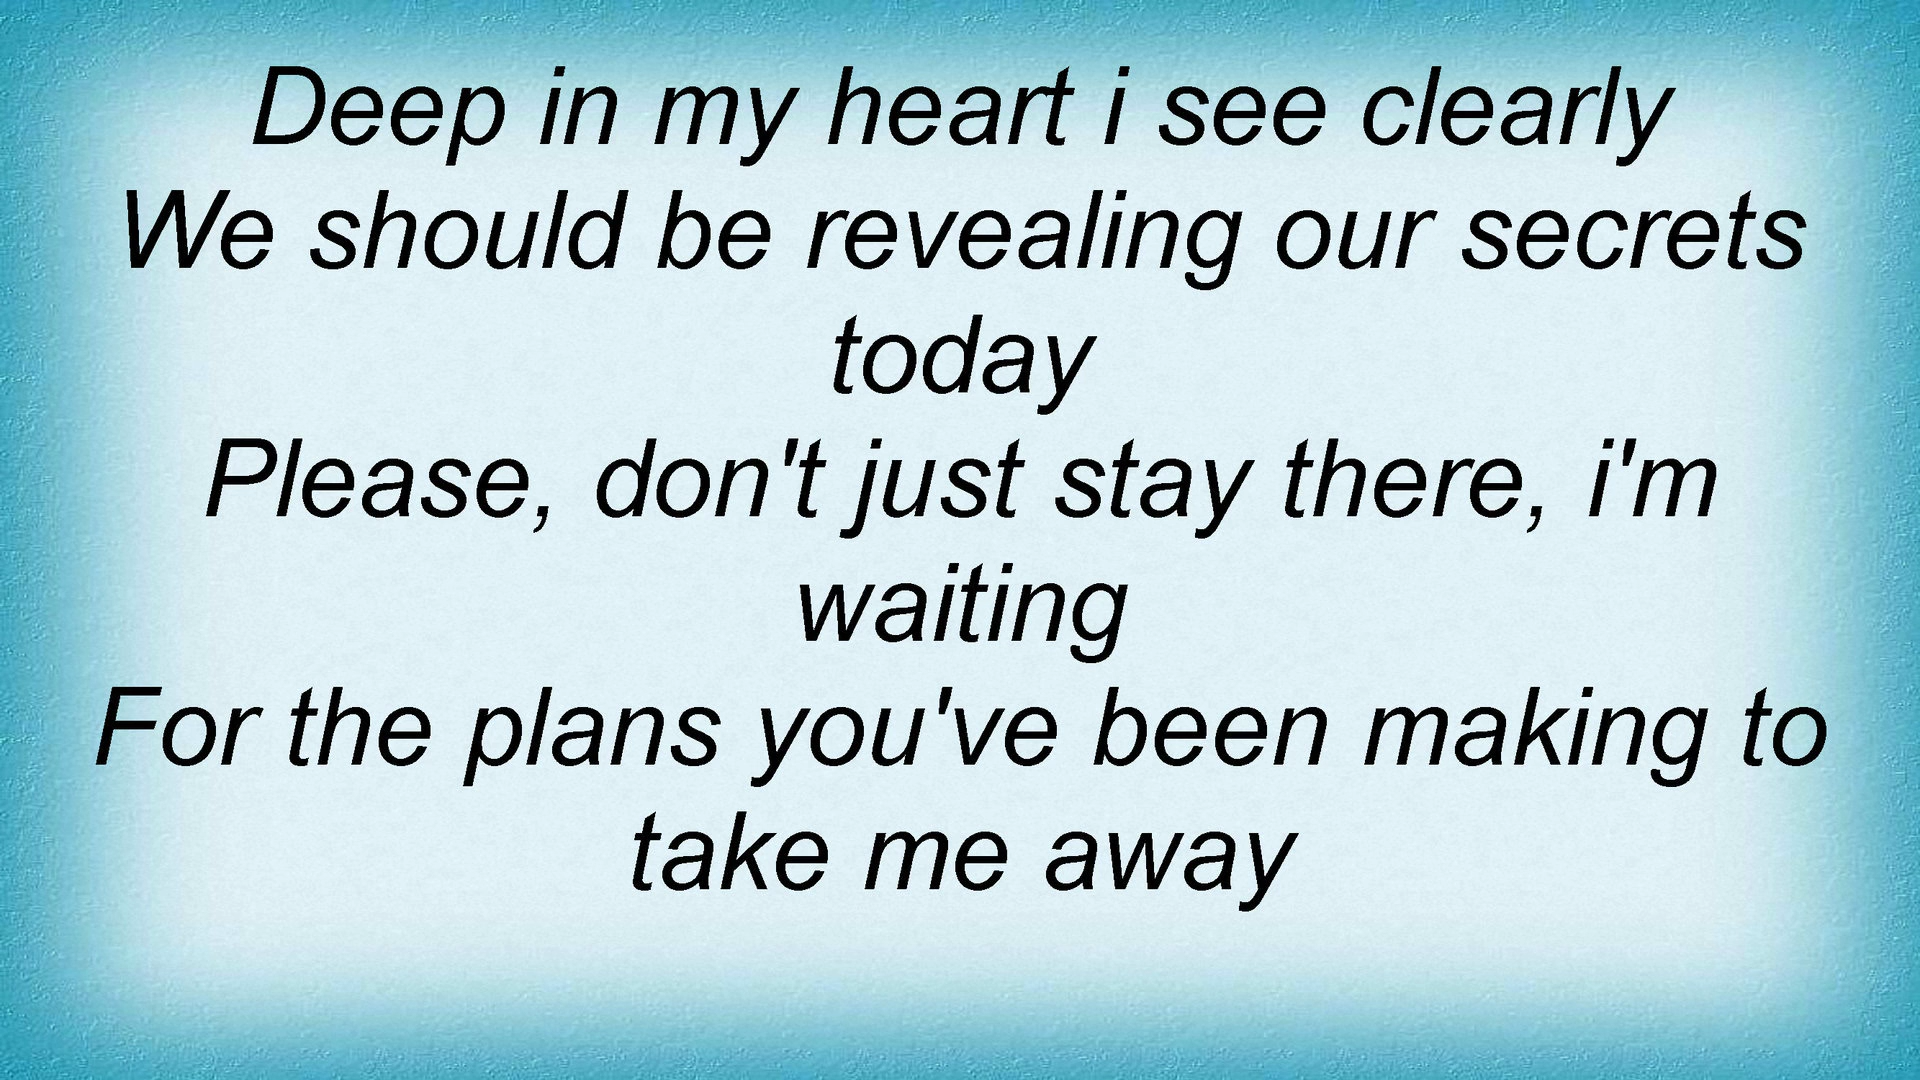 Deep in my heart i see clearly
We should be revealing our secrets
today
Please, don't just stay there, i'm
waiting
For the plans you've been making to
take me away